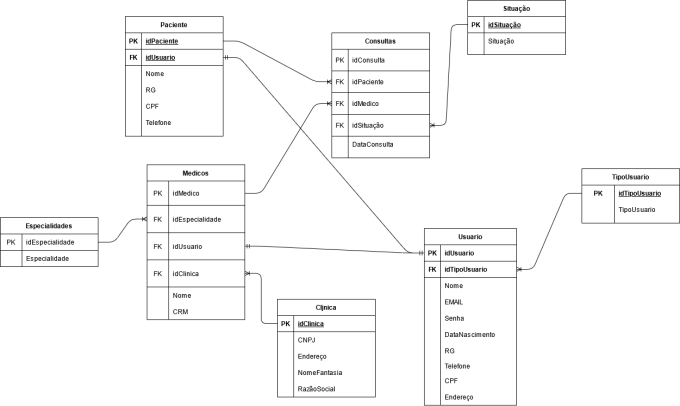 Paciente
PK idPaciente
FK idUsuario
Nome
RG
CPF
Telefone
Consultas
PK idConsulta
FK idPaciente
FK idMedico
FK idSituação
DataConsulta
Situação
PK idSituação
Situação
Medicos
PK idMedico
FK idEspecialidade
FK idUsuario
FK idClinica
Nome
CRM
Especialidades
PK idEspecialidade
Especialidade
Clinica
PK idClinica
CNPJ
Endereço
NomeFantasia
RazãoSocial
Usuario
PK idUsuario
FK idTipoUsuario
Nome
EMAIL
Senha
DataNascimento
RG
Telefone
CPF
Endereço
TipoUsuario
PK idTipoUsuario
TipoUsuario